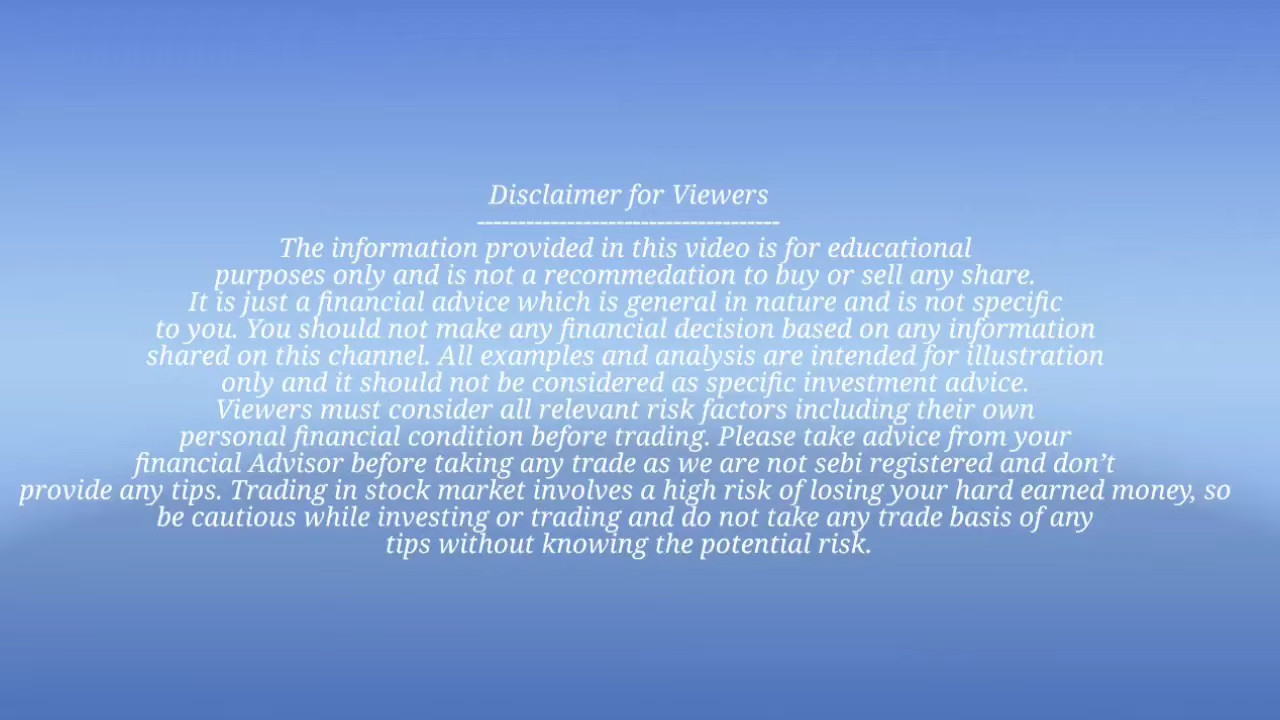 Disclaimer for Viewers
-------------------------------------
The information provided in this video is for educational
purposes only and is not a recommedation to buy or sell any share.
It is just a financial advice which is general in nature and is not specific
to you. You should not make any financial decision based on any information
shared on this channel. All examples and analysis are intended for illustration
only and it should not be considered as specific investment advice.
Viewers must consider all relevant risk factors including their own
personal financial condition before trading. Please take advice from your
financial Advisor before taking any trade as we are not sebi registered and don’t
provide any tips. Trading in stock market involves a high risk of losing your hard earned money, so
be cautious while investing or trading and do not take any trade basis of any
tips without knowing the potential risk.